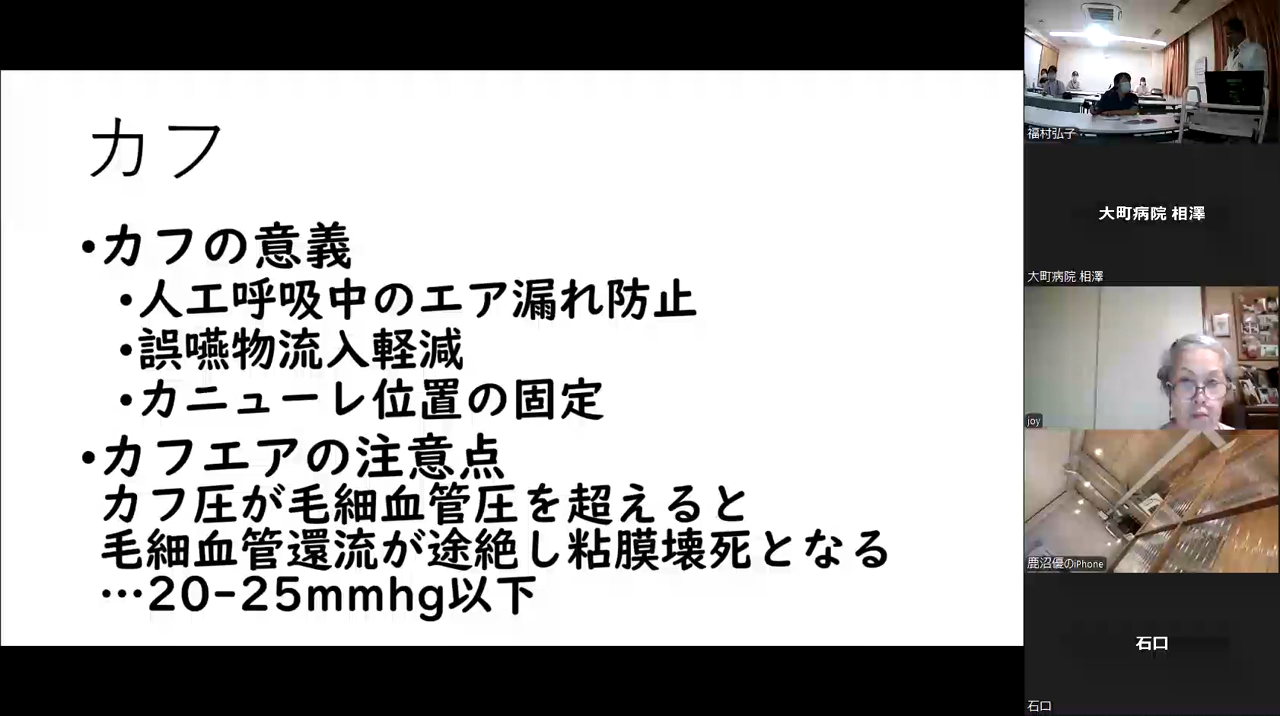 カフ
•カフの意義
•人工呼吸中のエア漏れ防止
•誤嚥物流入軽減
•カニューレ位置の固定
•カフエアの注意点
カフ圧が毛細血管圧を超えると
毛細血管還流が途絶し粘膜壊死となる
…20-25mmhg以下
福村弘子
大町病院 相澤
大町病院 相澤
joy
鹿沼優のiPhone
石口
石口